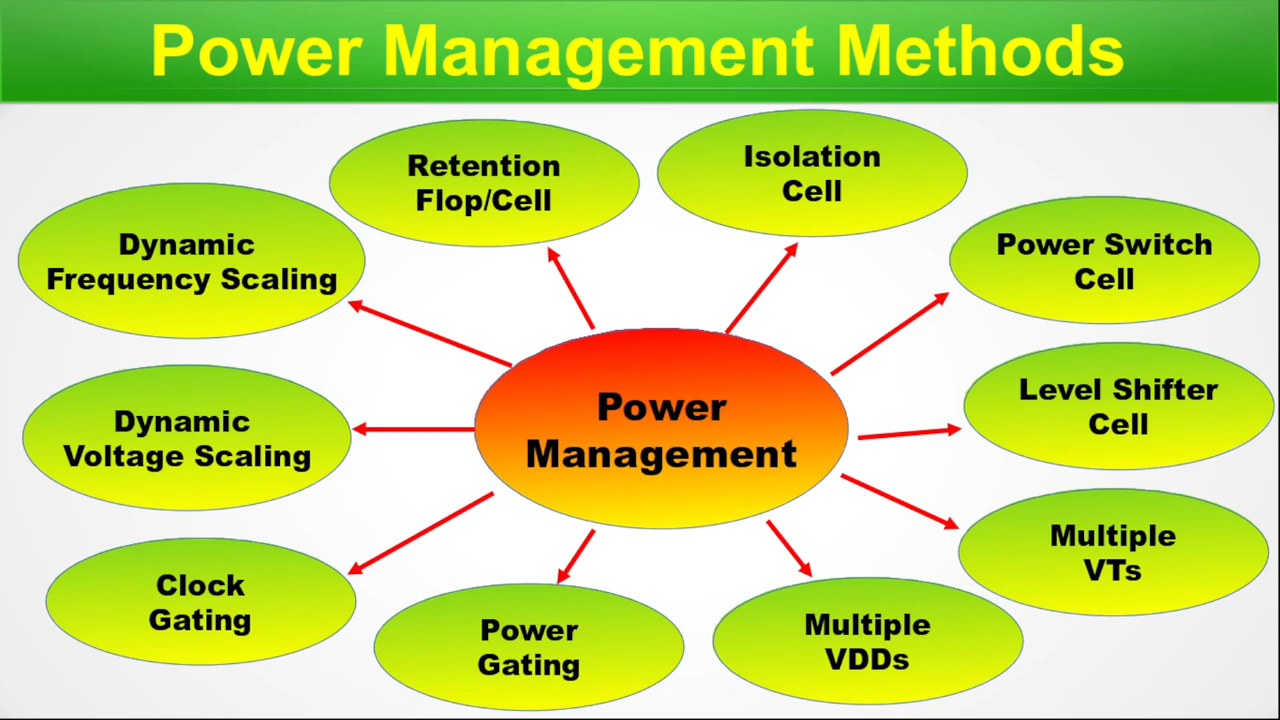 Power Management Methods
Retention
Flop/Cell
Isolation
Cell
Dynamic
Frequency Scaling
Power Switch
Cell
Power
Management
Level Shifter
Cell
Dynamic
Voltage Scaling
Multiple
VTs
Clock
Gating
Power
Gating
Multiple
VDDs